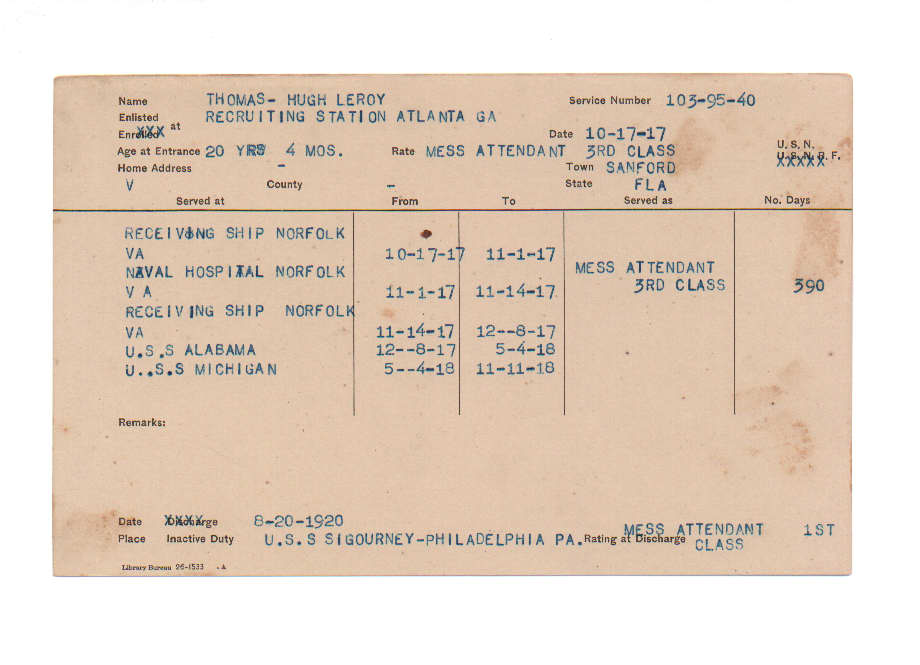 Name THOMAS- HUGH LEROY Service Number 103-95-40
Enlisted RECRUITING STATION ATLANTA GA
Enrolled at Date 10-17-17
Age at Entrance 20 YRS 4 MOS. Rate MESS ATTENDANT 3RD CLASS U. S. N.
Home Address - Town SANFORD U. S. N. R. F.
V County - State FLA
Served at From To Served as No. Days
RECEIVING SHIP NORFOLK
VA 10-17-17 11-1-17
NAVAL HOSPITAL NORFOLK MESS ATTENDANT
V A 11-1-17 11-14-17. 3RD CLASS 390
RECEIVING SHIP NORFOLK
VA 11-14-17 12--8-17
U.S.S ALABAMA 12--8-17 5-4-18
U..S.S MICHIGAN 5--4-18 11-11-18
Remarks:
Date Discharge 8-20-1920
Place Inactive Duty U.S.S SIGOURNEY-PHILADELPHIA PA. Rating at Discharge MESS ATTENDANT 1ST
CLASS
Library Bureau 26-1533 . A